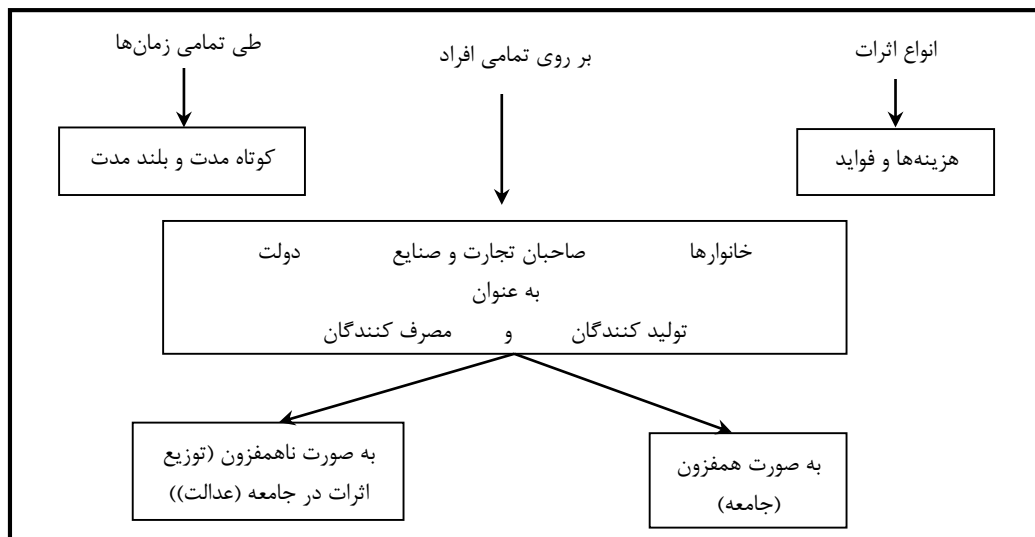 انواع اثرات
بر روی تمامی افراد
طی تمامی زمان‌ها
هزینه‌ها و فواید
کوتاه مدت و بلند مدت
خانوارها صاحبان تجارت و صنایع دولت
به عنوان
تولید کنندگان و مصرف کنندگان
به صورت همفزون
(جامعه)
به صورت ناهمفزون (توزیع
اثرات در جامعه (عدالت))